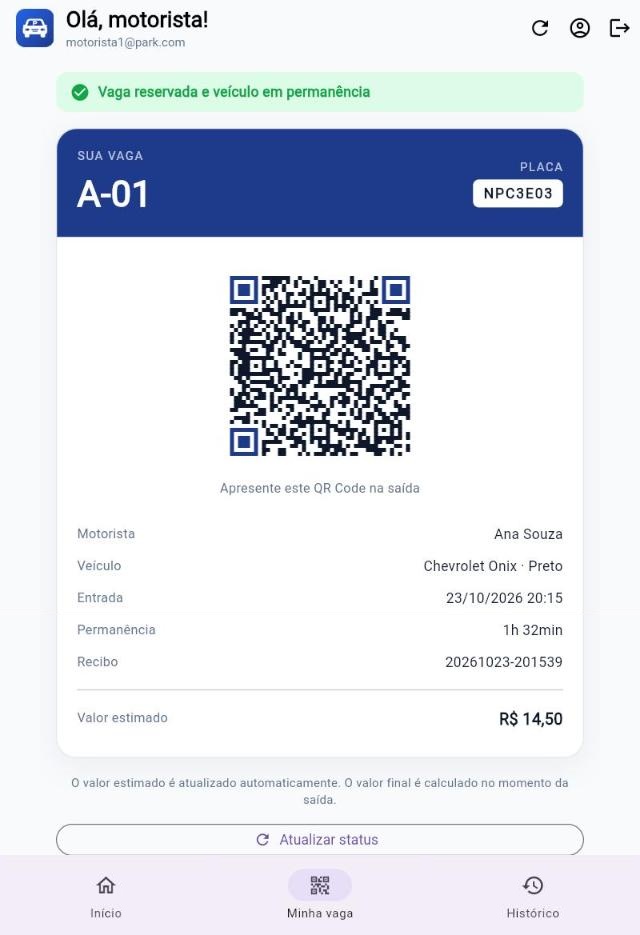 Olá, motorista!
motorista1@park.com
Vaga reservada e veículo em permanência
SUA VAGA
A-01
PLACA
NPC3E03
Apresente este QR Code na saída
Motorista Ana Souza
Veículo Chevrolet Onix · Preto
Entrada 23/10/2026 20:15
Permanência 1h 32min
Recibo 20261023-201539
Valor estimado R$ 14,50
O valor estimado é atualizado automaticamente. O valor final é calculado no momento da
saída.
Atualizar status
Início Minha vaga Histórico